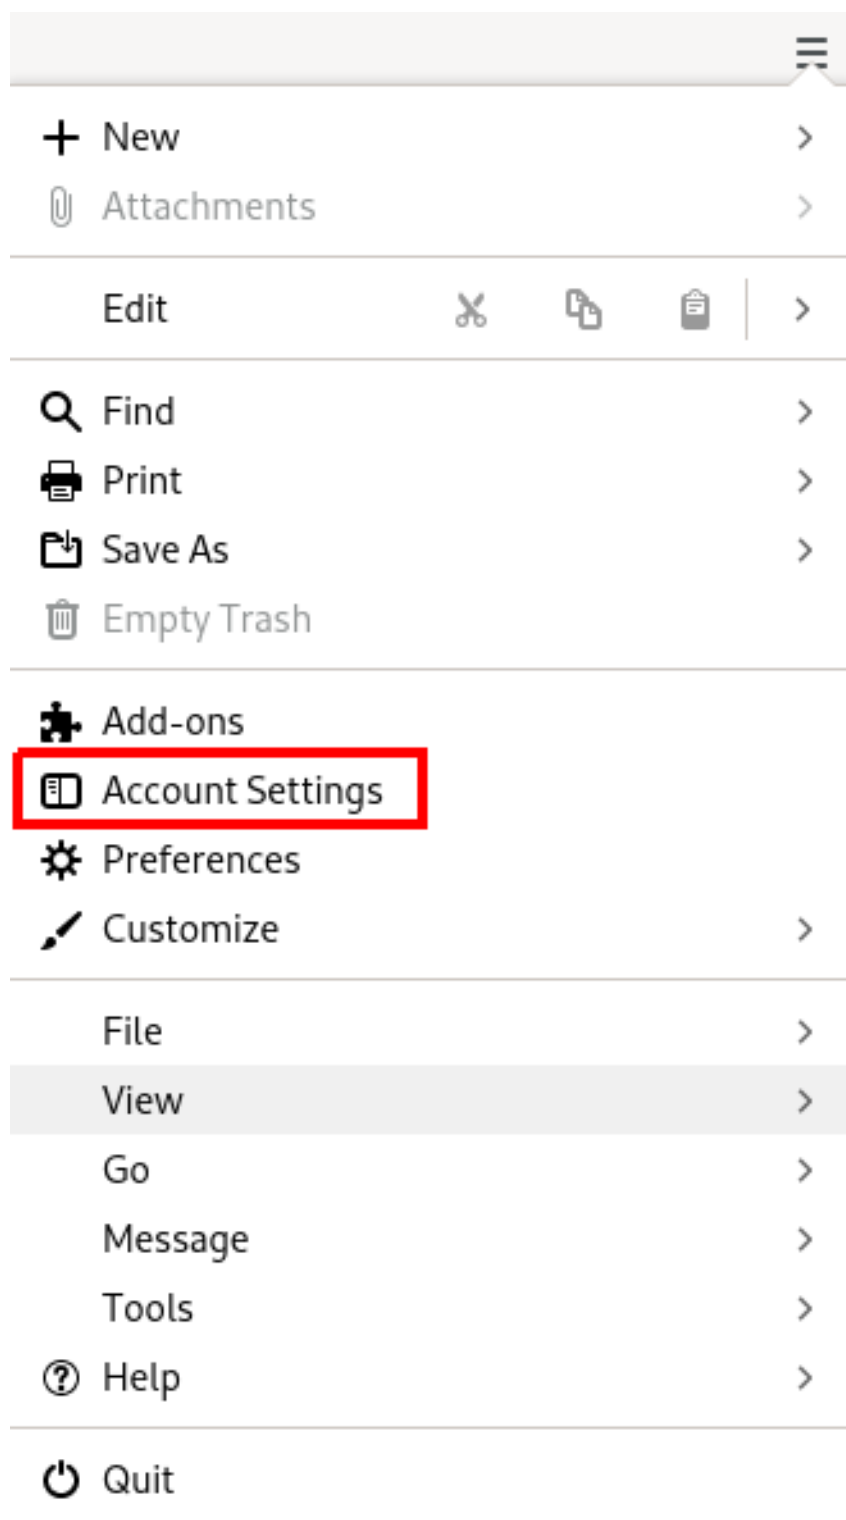 New
Attachments
Edit
Find
Print
Save As
Empty Trash
Add-ons
Account Settings
Preferences
Customize
File
View
Go
Message
Tools
Help
Quit